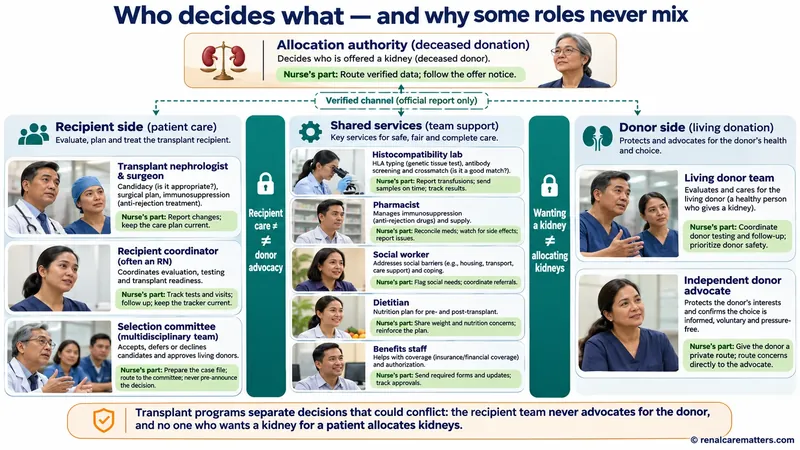 Who decides what — and why some roles never mix
Allocation authority (deceased donation)
Decides who is offered a kidney (deceased donor).
Nurse's part: Route verified data; follow the offer notice.
Verified channel (official report only)
Recipient side (patient care)
Evaluate, plan and treat the transplant recipient.
Transplant nephrologist
& surgeon
Candidacy (is it appropriate?), surgical plan, immunosuppression
(anti-rejection treatment).
Nurse's part: Report changes;
keep the care plan current.
Recipient coordinator
(often an RN)
Coordinates evaluation, testing
and transplant readiness.
Nurse's part: Track tests and visits;
follow up; keep the tracker current.
Selection committee
(multidisciplinary team)
Accepts, defers or declines
candidates and approves living donors.
Nurse's part: Prepare the case file;
route to the committee; never pre-announce
the decision.
Recipient
care ≠
≠
donor
advocacy
Shared services (team support)
Key services for safe, fair and complete care.
Histocompatibility lab
HLA typing (genetic tissue test), antibody
screening and crossmatch (is it a good match?).
Nurse's part: Report transfusions; send
samples on time; track results.
Pharmacist
Manages immunosuppression
(anti-rejection drugs) and supply.
Nurse's part: Reconcile meds; watch for side effects;
report issues.
Social worker
Addresses social barriers (e.g., housing, transport,
care support) and coping.
Nurse's part: Flag social needs; coordinate referrals.
Dietitian
Nutrition plan for pre- and post-transplant.
Nurse's part: Share weight and nutrition concerns;
reinforce the plan.
Benefits staff
Helps with coverage (insurance/financial coverage)
and authorization.
Nurse's part: Send required forms and updates;
track approvals.
Wanting
a kidney
≠
allocating
kidneys
Donor side (living donation)
Protects and advocates for the donor's health
and choice.
Living donor team
Evaluates and cares for the
living donor (a healthy person
who gives a kidney).
Nurse's part: Coordinate
donor testing and follow-up;
prioritize donor safety.
Independent donor
advocate
Protects the donor's interests
and confirms the choice is
informed, voluntary and pressure-
free.
Nurse's part: Give the donor
a private route; route concerns
directly to the advocate.
Transplant programs separate decisions that could conflict: the recipient team never advocates for the donor,
and no one who wants a kidney for a patient allocates kidneys.
© renalcarematters.com